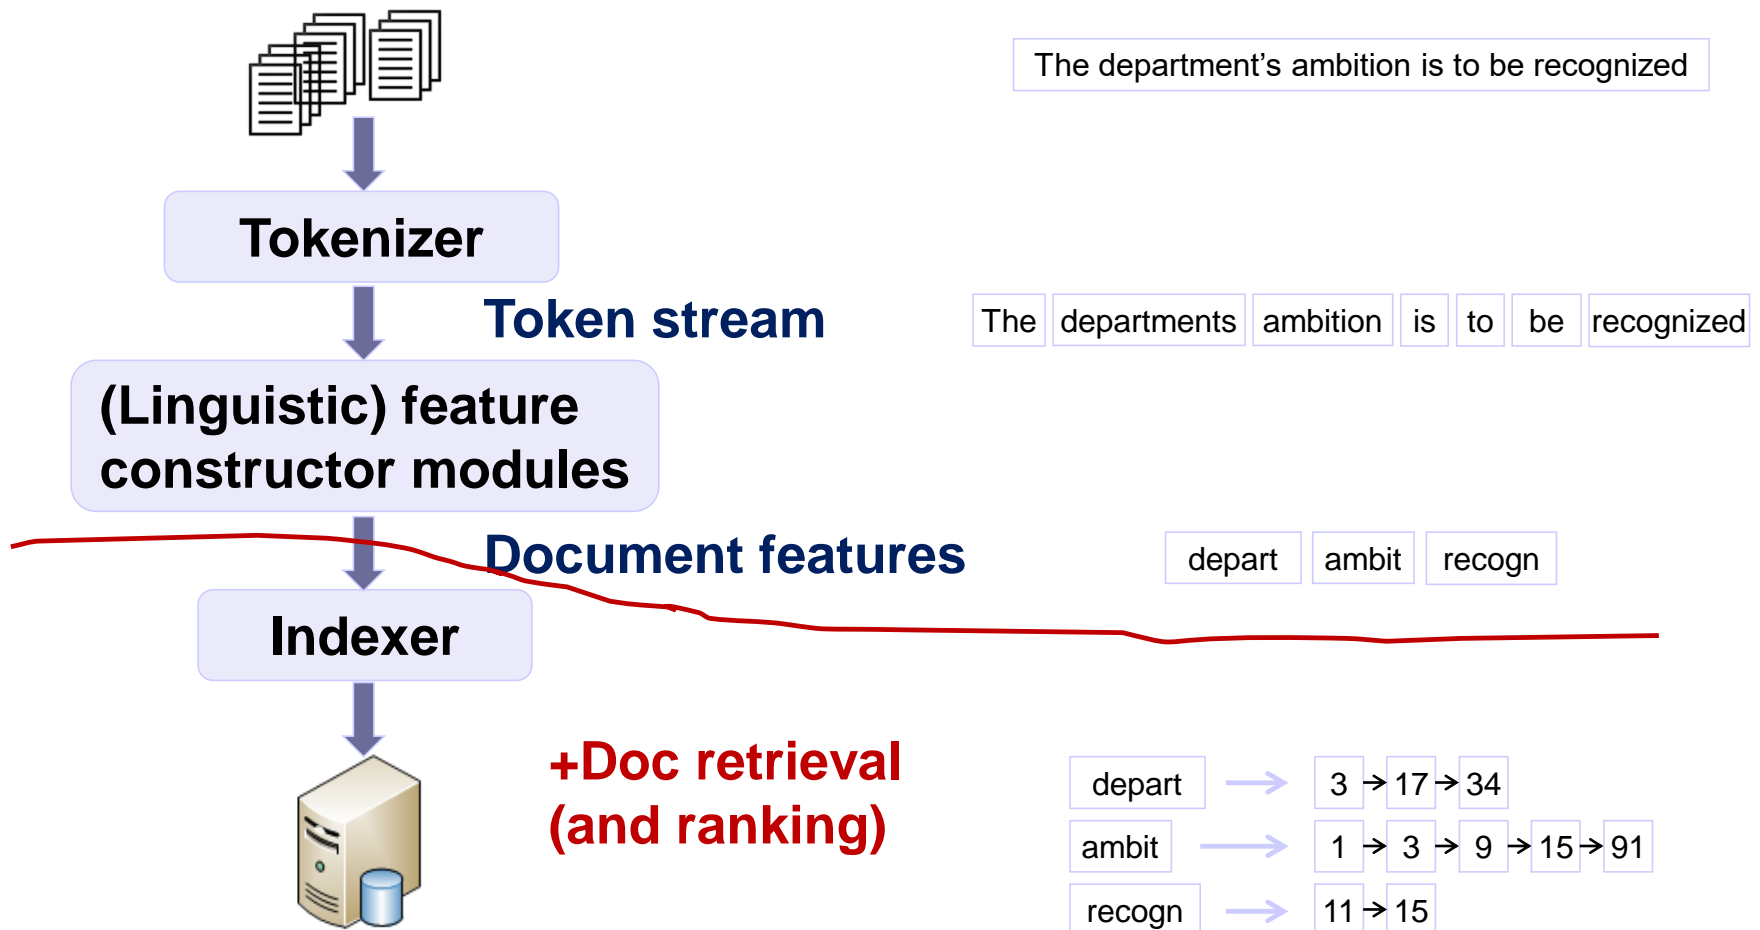 The department’s ambition is to be recognized
Tokenizer
Token stream
The departments ambition is to be recognized
(Linguistic) feature
constructor modules
Document features
depart ambit recogn
Indexer
+Doc retrieval
(and ranking)
depart 3 17 34
ambit 1 3 9 15 91
recogn 11 15